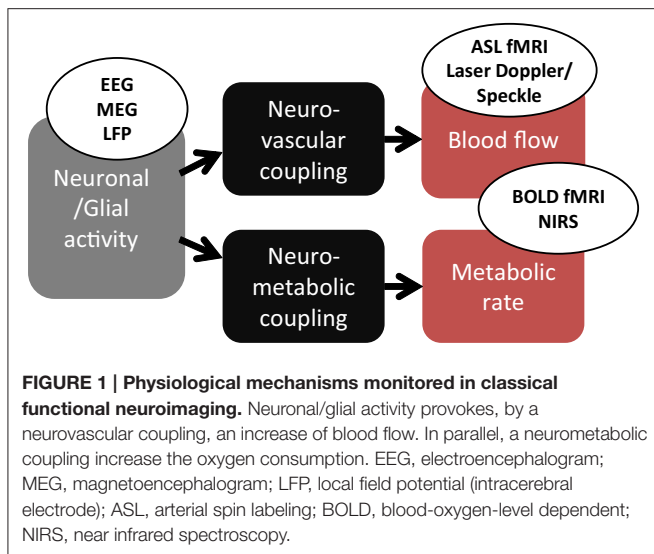 EEG
MEG
LFP
Neuronal
/Glial
activity
Neuro-
vascular
coupling
ASL fMRI
Laser Doppler/
Speckle
Blood flow
BOLD fMRI
NIRS
Neuro-
metabolic
coupling
Metabolic
rate
FIGURE 1 | Physiological mechanisms monitored in classical
functional neuroimaging. Neuronal/glial activity provokes, by a
neurovascular coupling, an increase of blood flow. In parallel, a neurometabolic
coupling increase the oxygen consumption. EEG, electroencephalogram;
MEG, magnetoencephalogram; LFP, local field potential (intracerebral
electrode); ASL, arterial spin labeling; BOLD, blood-oxygen-level dependent;
NIRS, near infrared spectroscopy.